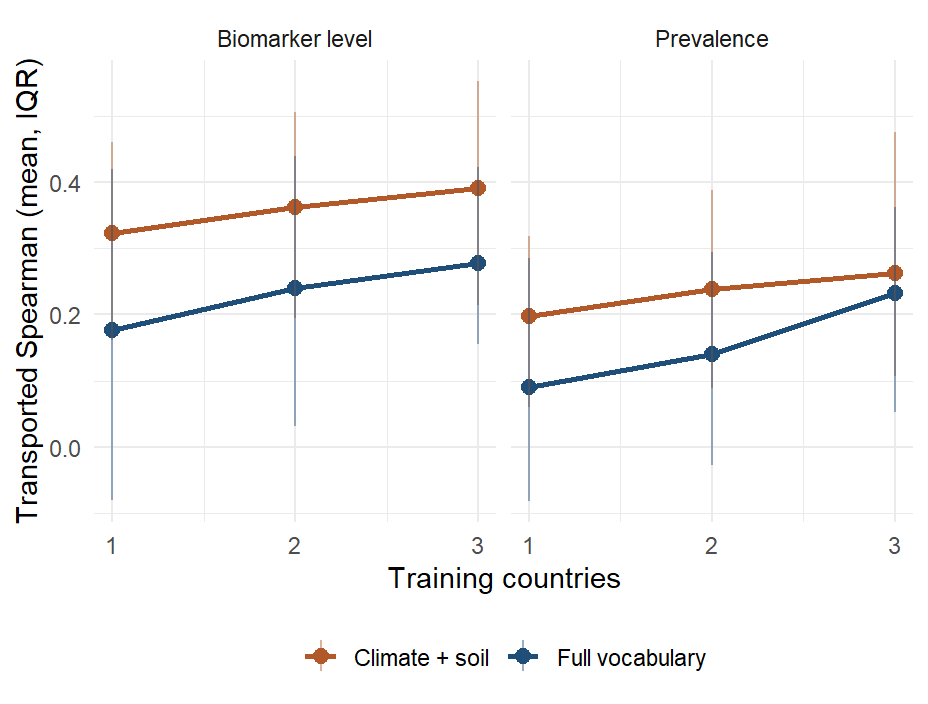 Biomarker level
Prevalence
Transported Spearman (mean, IQR)
0.4
0.2
0.0
1 2 3
1 2 3
Training countries
Climate + soil
Full vocabulary